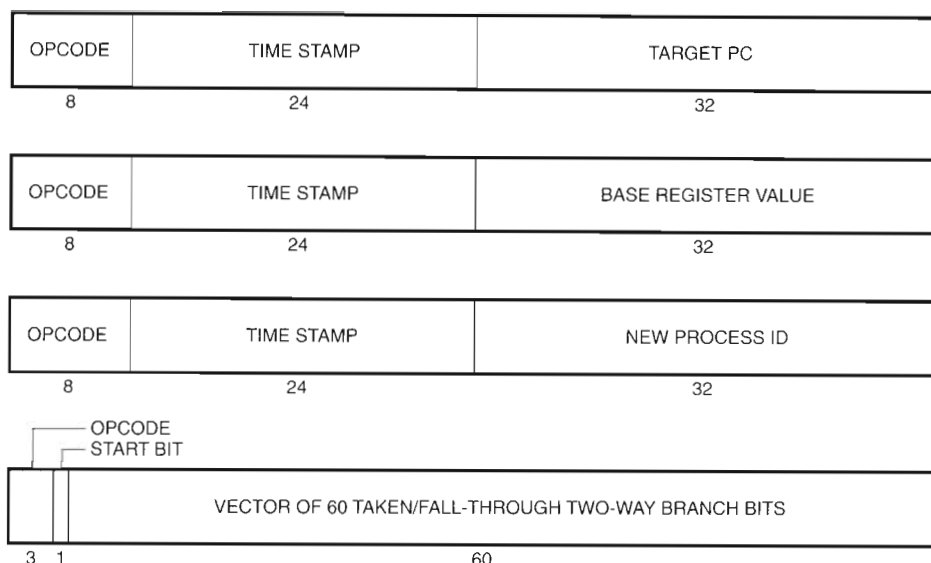 OPCODE TIME STAMP TARGET PC
8 24 32
OPCODE TIME STAMP BASE REGISTER VALUE
8 24 32
OPCODE TIME STAMP NEW PROCESS ID
8 24 32
OPCODE
START BIT
VECTOR OF 60 TAKEN/FALL-THROUGH TWO-WAY BRANCH BITS
3 1 60